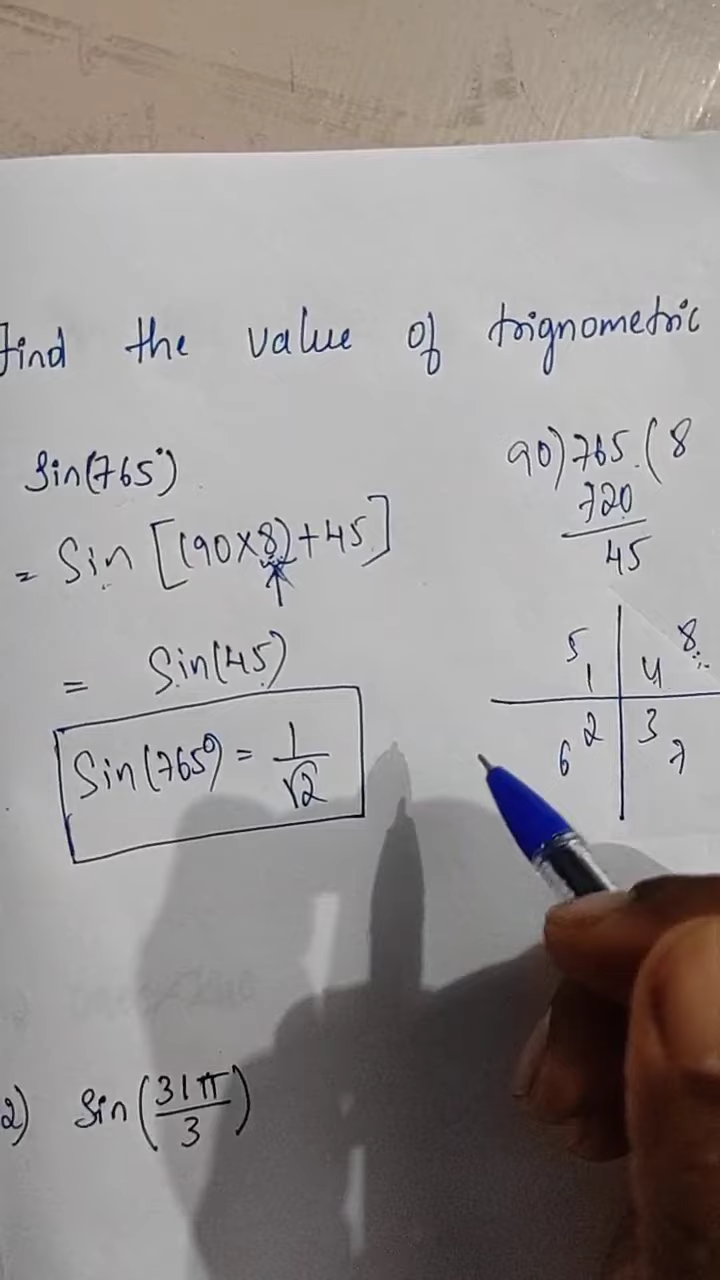 Find the value of trignometric
Sin(765°)
90)765(8
720
45
= Sin [(90×8)+45]
= Sin(45)
5 1 4 8
6 2 3 7
Sin(765°) = 1/√2
2) Sin(31π/3)